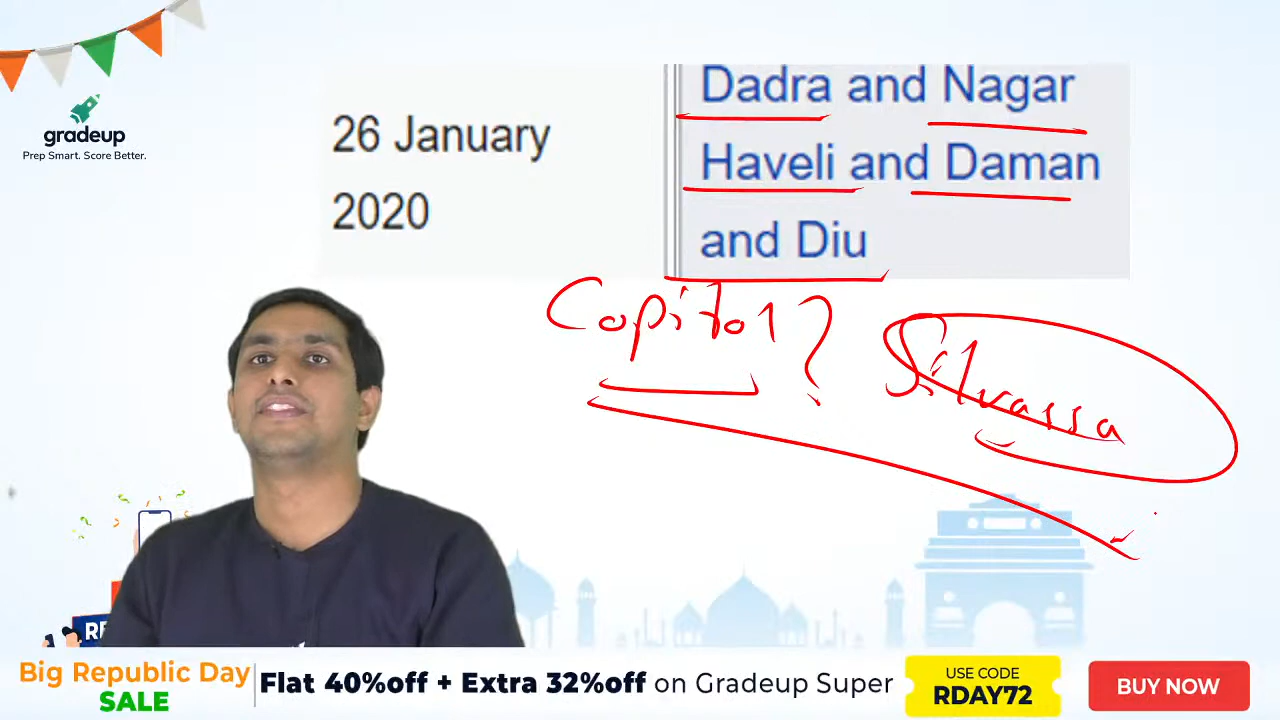 gradeup
Prep Smart. Score Better.
26 January
2020
Dadra and Nagar
Haveli and Daman
and Diu
Capital?
Silvassa
Big Republic Day
SALE
Flat 40%off + Extra 32%off on Gradeup Super
USE CODE
RDAY72
BUY NOW